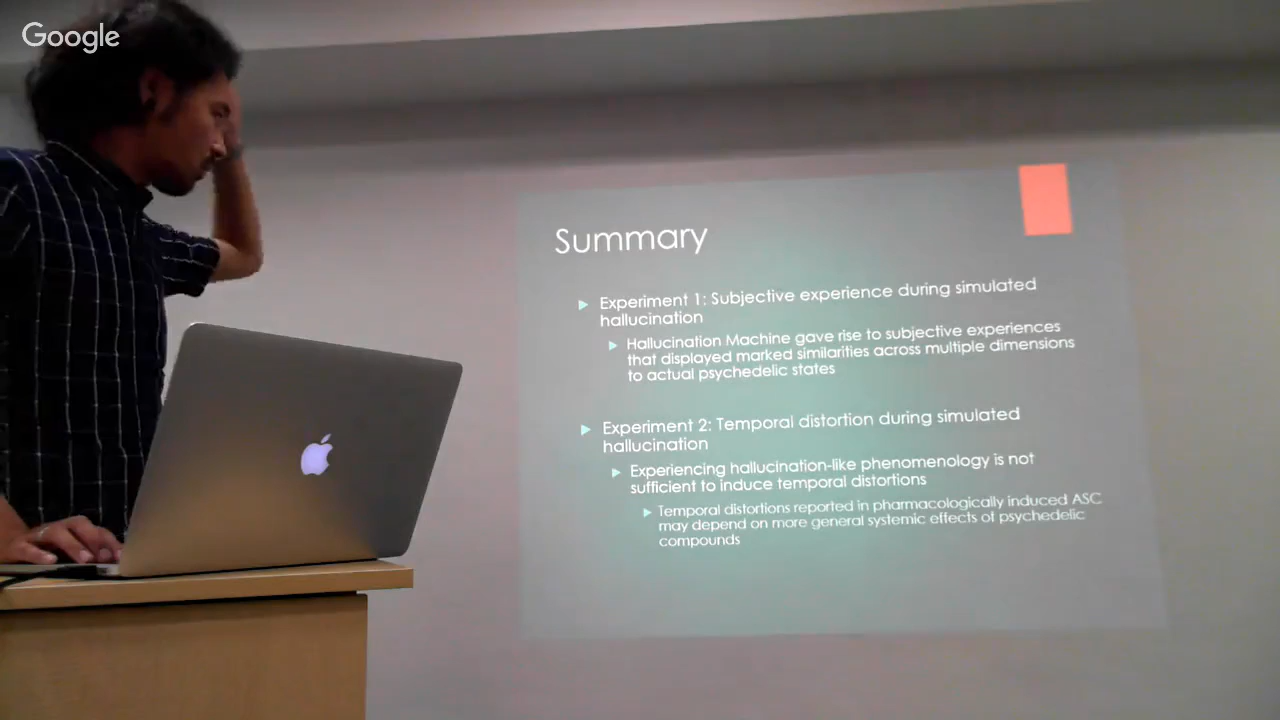 Google
Summary
Experiment 1: Subjective experience during simulated
hallucination
Hallucination Machine gave rise to subjective experiences
that displayed marked similarities across multiple dimensions
to actual psychedelic states
Experiment 2: Temporal distortion during simulated
hallucination
Experiencing hallucination-like phenomenology is not
sufficient to induce temporal distortions
Temporal distortions reported in pharmacologically induced ASC
may depend on more general systemic effects of psychedelic
compounds